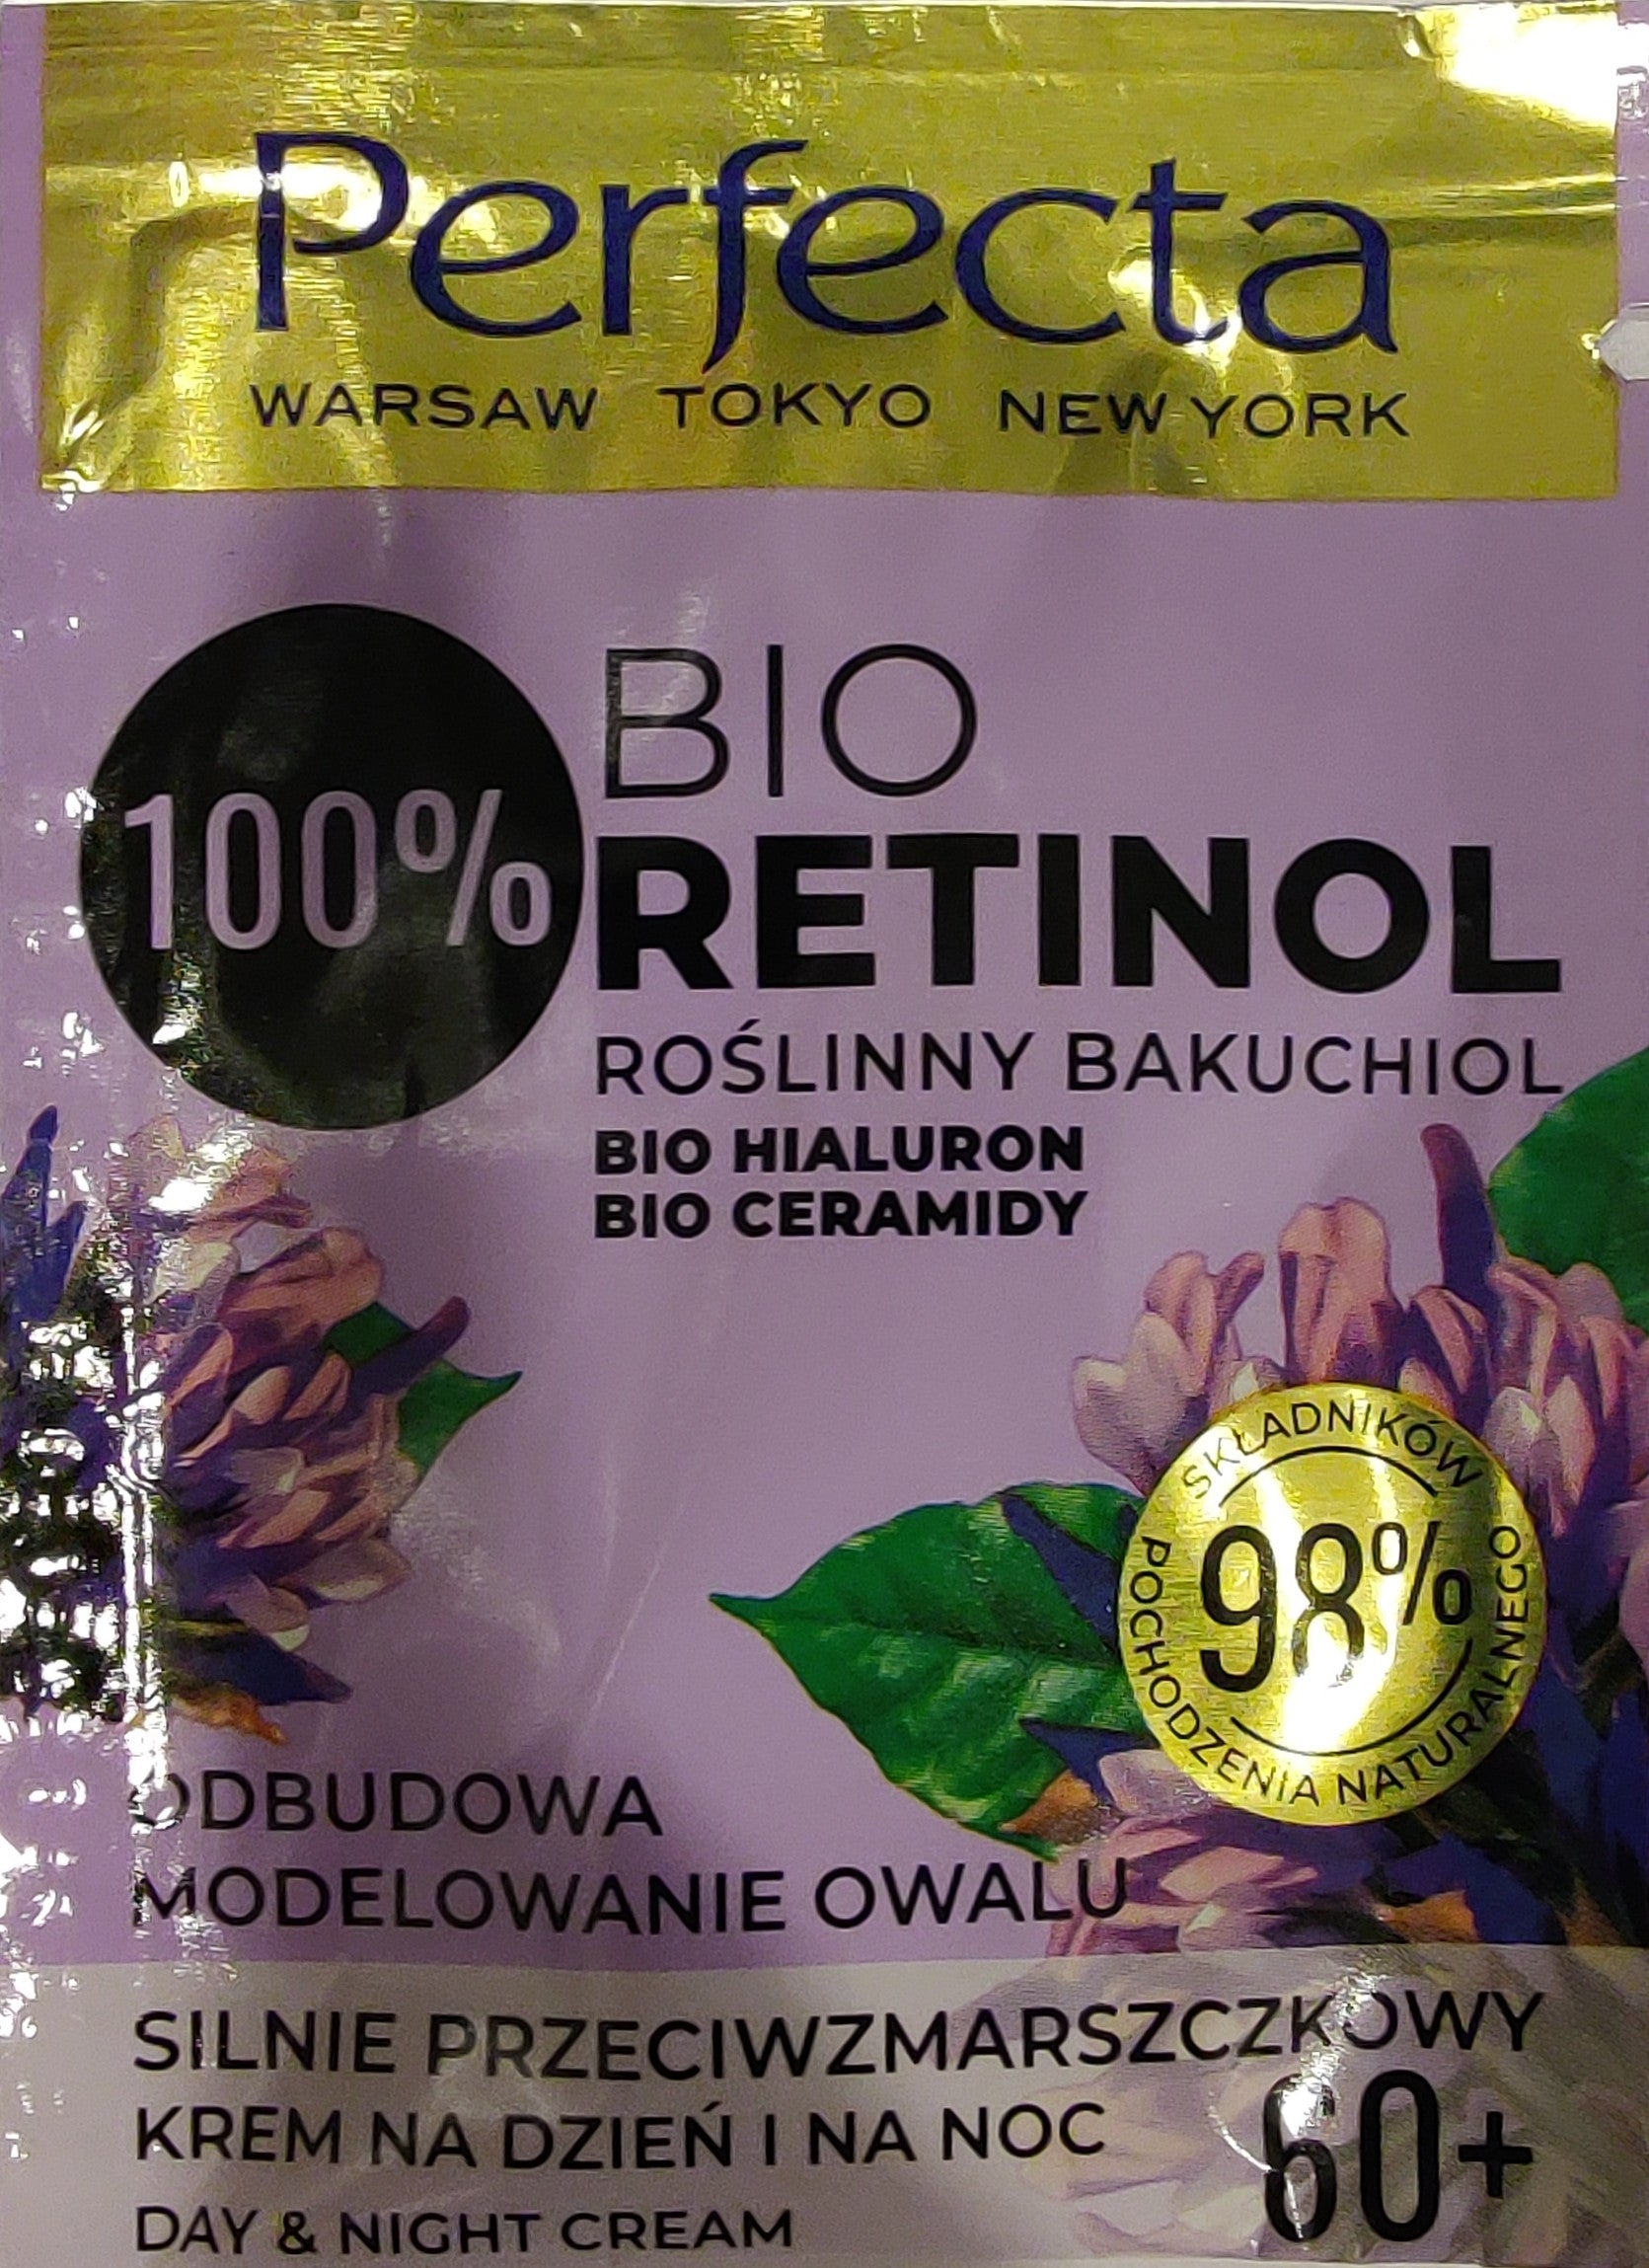 Perfecta
WARSAW TOKYO NEW YORK
100%
BIO
RETINOL
ROŚLINNY BAKUCHIOL
BIO HIALURON
BIO CERAMIDY
98%
SKŁADNIKÓW
POCHODZENIA NATURALNEGO
ODBUDOWA
MODELOWANIE OWALU
SILNIE PRZECIWZMARSZCZKOWY
KREM NA DZIEŃ I NA NOC
60+
DAY & NIGHT CREAM